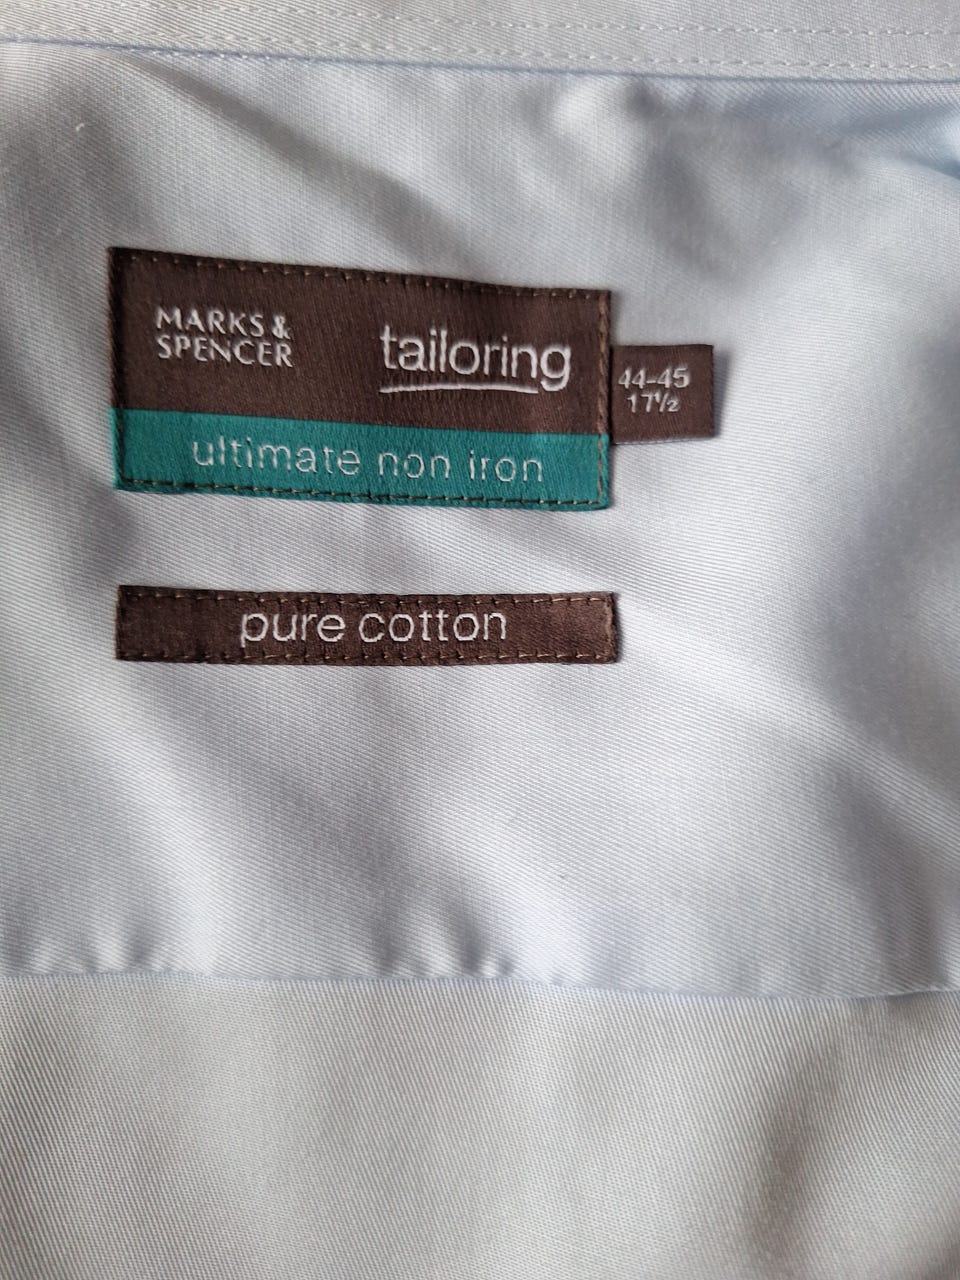 MARKS &
SPENCER
tailoring
44-45
17½
ultimate non iron
pure cotton